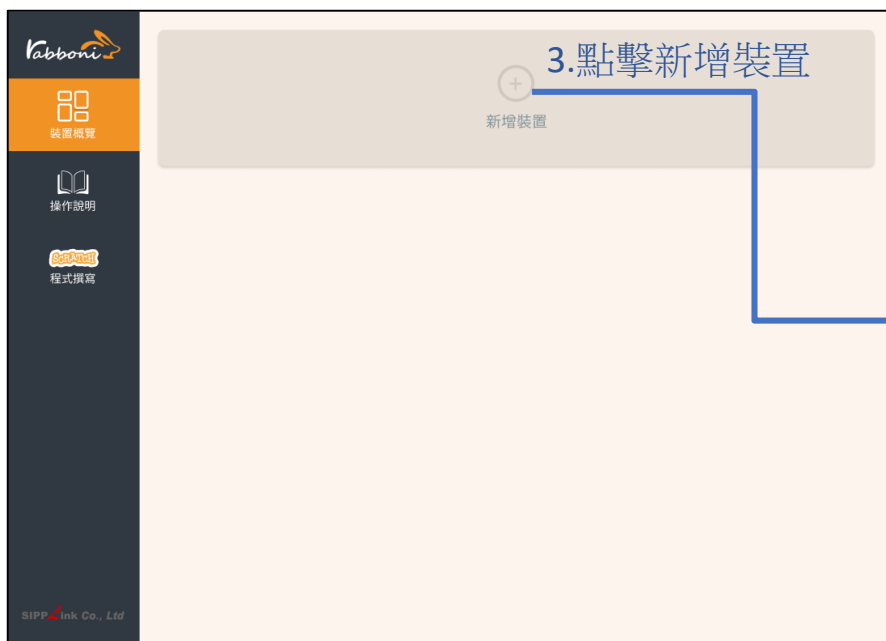 rabboni
裝置概覽
操作說明
SCRATCH
程式撰寫
SIPPLink Co., Ltd
3.點擊新增裝置
新增裝置